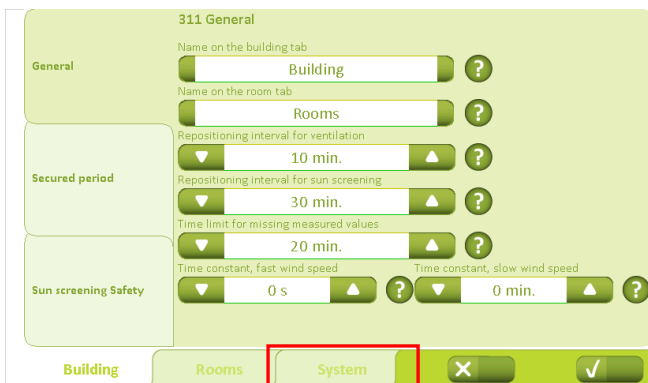 311 General
General
Name on the building tab
Building
?
Name on the room tab
Rooms
?
Repositioning interval for ventilation
10 min.
?
Secured period
Repositioning interval for sun screening
30 min.
?
Time limit for missing measured values
20 min.
?
Sun screening Safety
Time constant, fast wind speed
0 s
?
Time constant, slow wind speed
0 min.
?
Building
Rooms
System